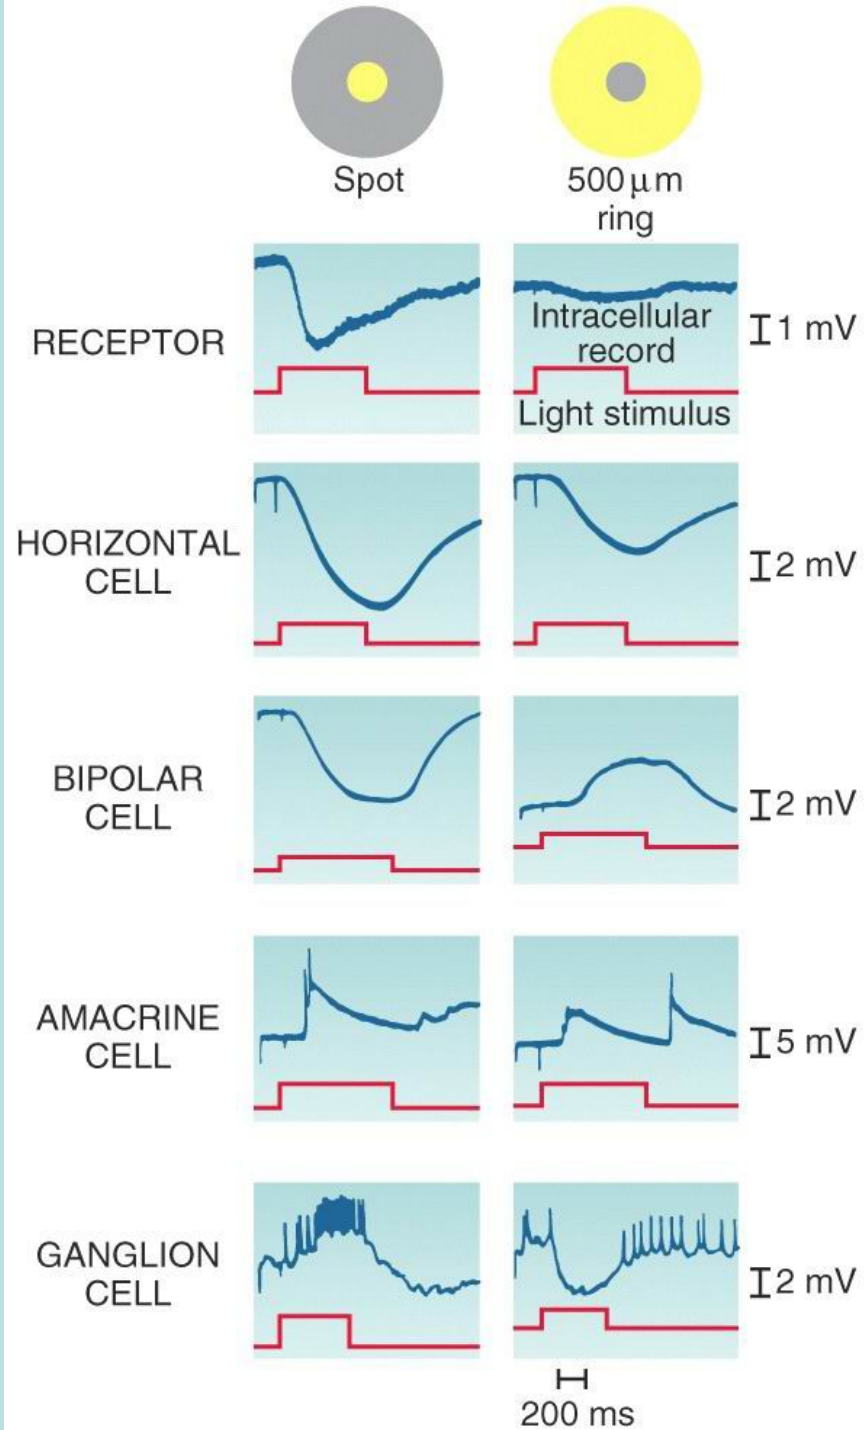 Spot
500 μm
ring
RECEPTOR
Intracellular
record
Light stimulus
1 mV
HORIZONTAL
CELL
2 mV
BIPOLAR
CELL
2 mV
AMACRINE
CELL
5 mV
GANGLION
CELL
2 mV
200 ms